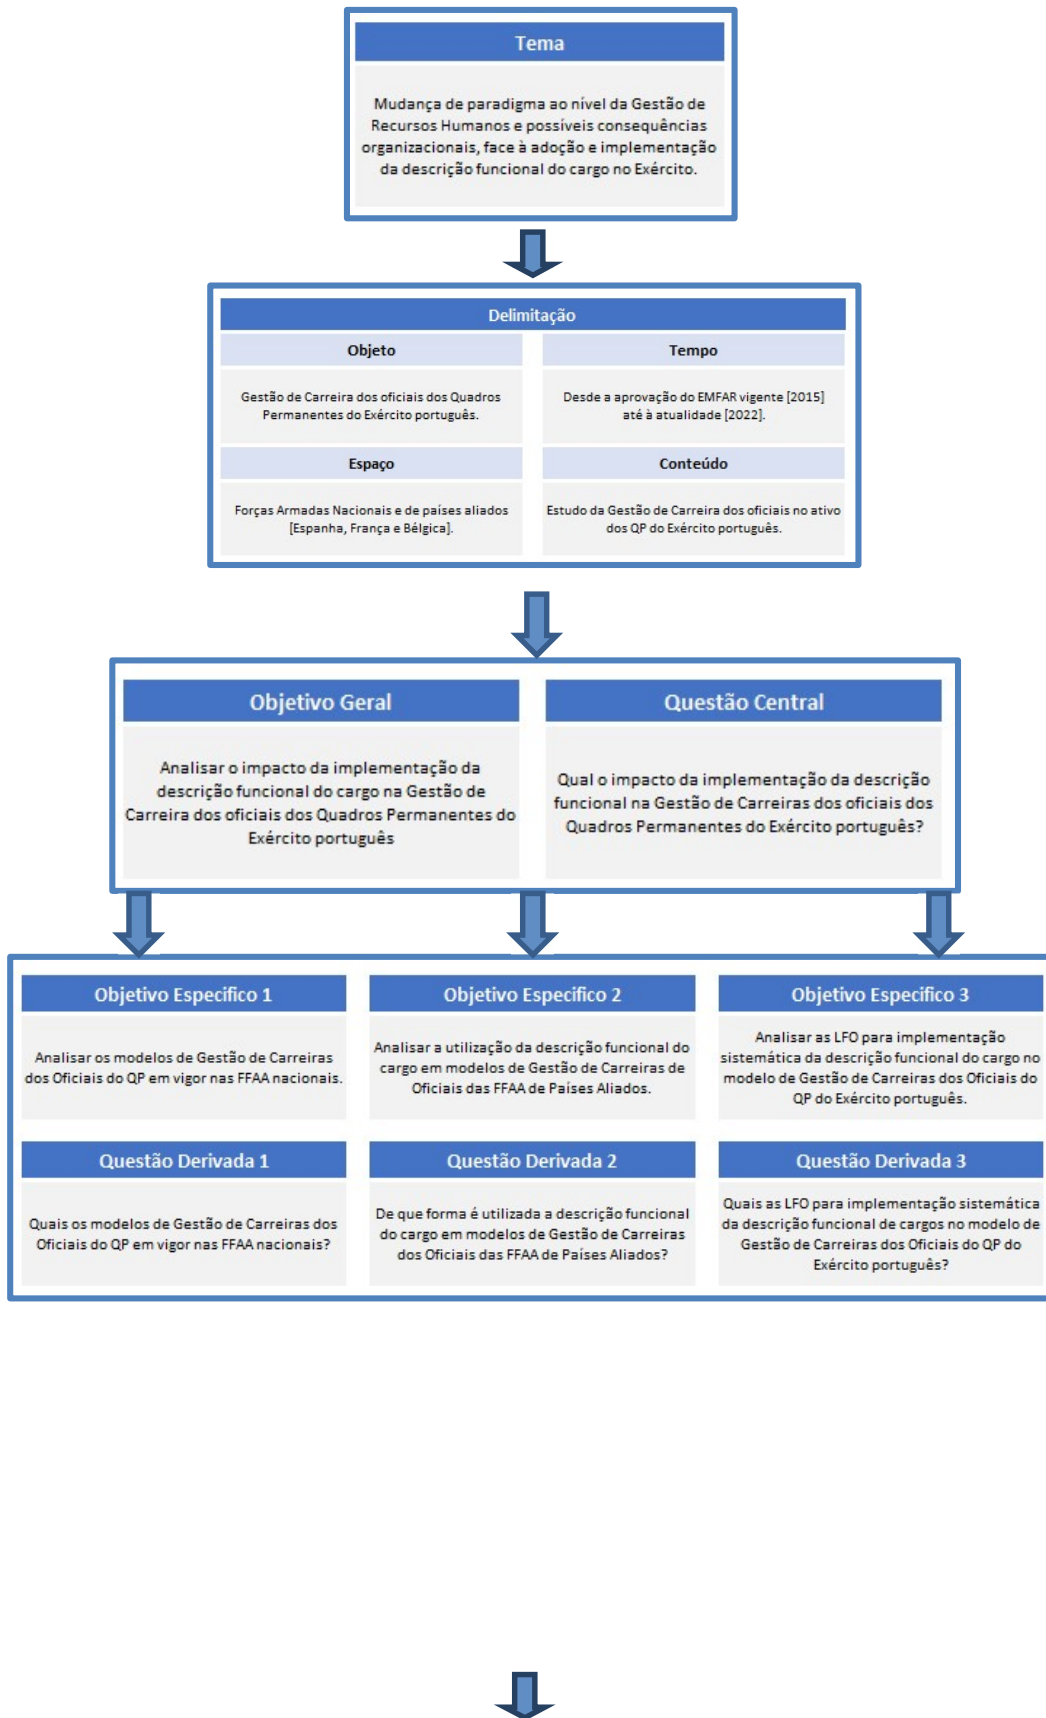 Tema
Mudança de paradigma ao nível da Gestão de
Recursos Humanos e possíveis consequências
organizacionais, face à adoção e implementação
da descrição funcional do cargo no Exército.
Delimitação
Objeto
Gestão de Carreira dos oficiais dos Quadros
Permanentes do Exército português.
Tempo
Desde a aprovação do EMFAR vigente [2015]
até à atualidade [2022].
Espaço
Forças Armadas Nacionais e de países aliados
[Espanha, França e Bélgica].
Conteúdo
Estudo da Gestão de Carreira dos oficiais no ativo
dos QP do Exército português.
Objetivo Geral
Analisar o impacto da implementação da
descrição funcional do cargo na Gestão de
Carreira dos oficiais dos Quadros Permanentes do
Exército português
Questão Central
Qual o impacto da implementação da descrição
funcional na Gestão de Carreiras dos oficiais dos
Quadros Permanentes do Exército português?
Objetivo Especifico 1
Analisar os modelos de Gestão de Carreiras
dos Oficiais do QP em vigor nas FFAA nacionais.
Objetivo Especifico 2
Analisar a utilização da descrição funcional do
cargo em modelos de Gestão de Carreiras de
Oficiais das FFAA de Países Aliados.
Objetivo Especifico 3
Analisar as LFO para implementação
sistemática da descrição funcional do cargo no
modelo de Gestão de Carreiras dos Oficiais do
QP do Exército português.
Questão Derivada 1
Quais os modelos de Gestão de Carreiras dos
Oficiais do QP em vigor nas FFAA nacionais?
Questão Derivada 2
De que forma é utilizada a descrição funcional
do cargo em modelos de Gestão de Carreiras
dos Oficiais das FFAA de Países Aliados?
Questão Derivada 3
Quais as LFO para implementação sistemática
da descrição funcional de cargos no modelo de
Gestão de Carreiras dos Oficiais do QP do
Exército português?